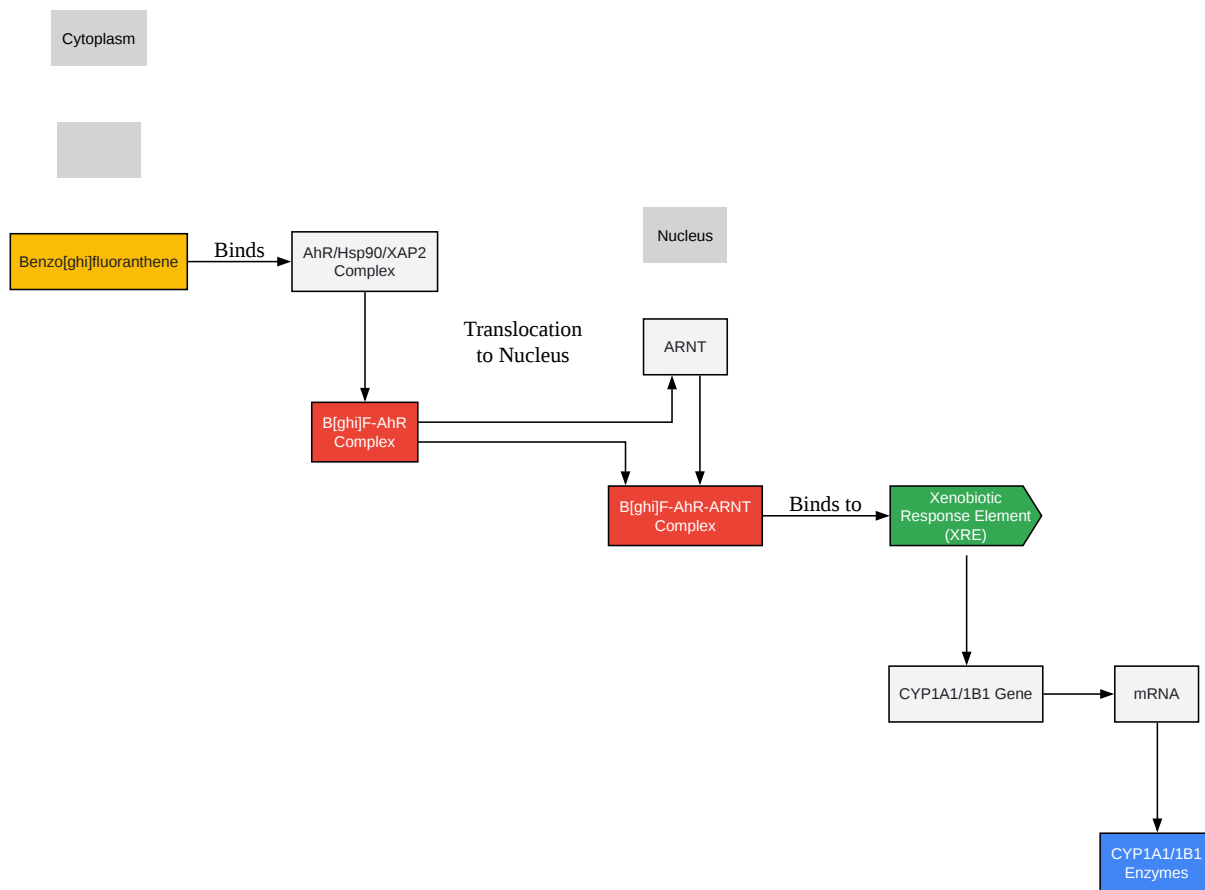 Cytoplasm
Nucleus
Benzo[ghi]fluoranthene
Binds
AhR/Hsp90/XAP2
Complex
Translocation
to Nucleus
ARNT
B[ghi]F-AhR
Complex
B[ghi]F-AhR-ARNT
Complex
Binds to
Xenobiotic
Response Element
(XRE)
CYP1A1/1B1 Gene
mRNA
CYP1A1/1B1
Enzymes